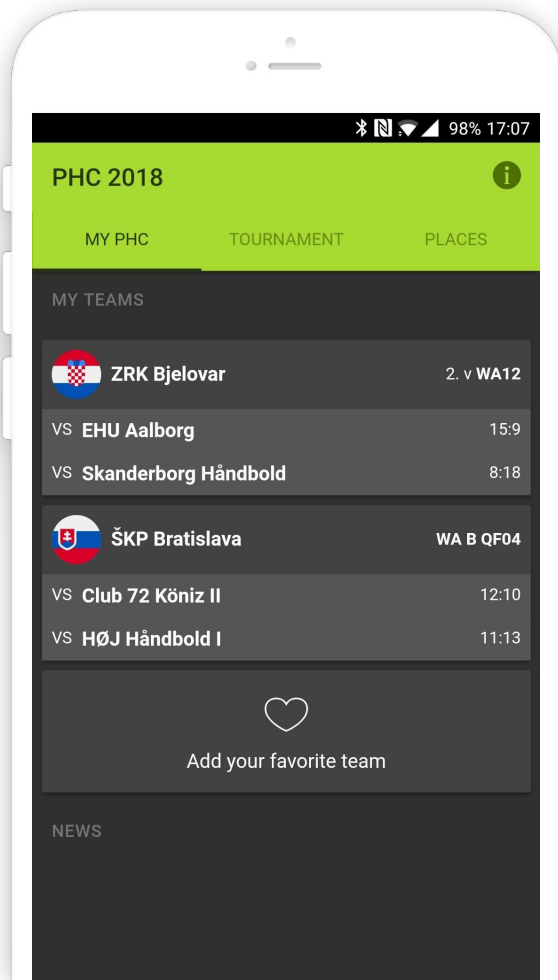 98% 17:07
PHC 2018
MY PHC TOURNAMENT PLACES
MY TEAMS
ZRK Bjelovar 2. v WA12
VS EHU Aalborg 15:9
VS Skanderborg Håndbold 8:18
ŠKP Bratislava WA B QF04
VS Club 72 Köniz II 12:10
VS HØJ Håndbold I 11:13
Add your favorite team
NEWS